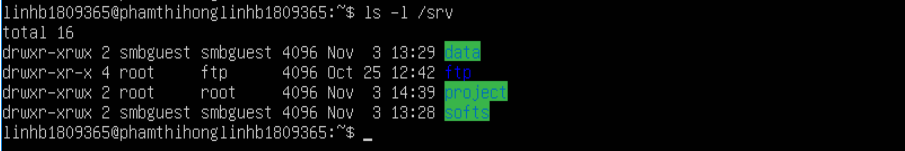 linhb1809365@phamthihonglinhb1809365:~$ ls -l /srv
total 16
drwxr-xrwx 2 smbguest smbguest 4096 Nov  3 13:29 data
drwxr-xr-x 4 root     ftp      4096 Oct 25 12:42 ftp
drwxr-xrwx 2 root     root     4096 Nov  3 14:39 project
drwxr-xrwx 2 smbguest smbguest 4096 Nov  3 13:28 softs
linhb1809365@phamthihonglinhb1809365:~$ _